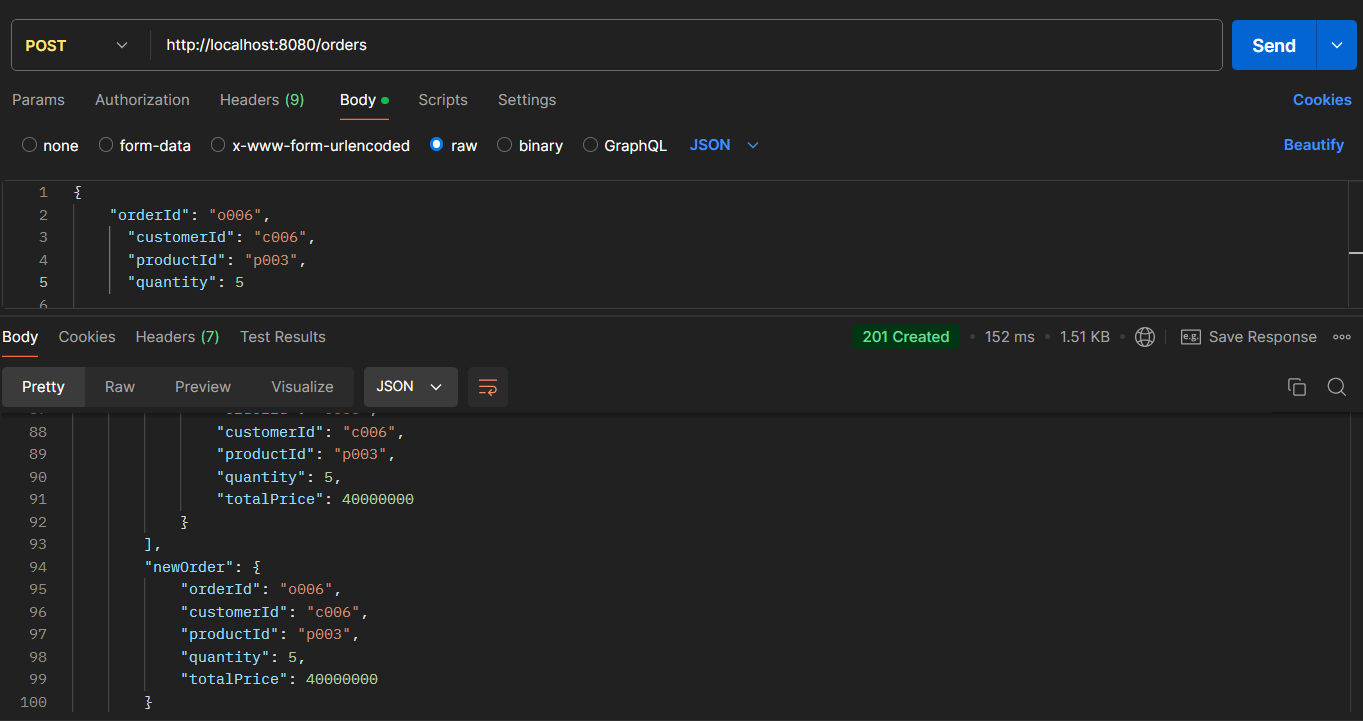 POST http://localhost:8080/orders Send
Params Authorization Headers (9) Body Scripts Settings Cookies
none form-data x-www-form-urlencoded raw binary GraphQL JSON Beautify
1 {
2 "orderId": "o006",
3 "customerId": "c006",
4 "productId": "p003",
5 "quantity": 5
6
Body Cookies Headers (7) Test Results 201 Created • 152 ms • 1.51 KB • e.g. Save Response
Pretty Raw Preview Visualize JSON
88 "customerId": "c006",
89 "productId": "p003",
90 "quantity": 5,
91 "totalPrice": 40000000
92 }
93 ],
94 "newOrder": {
95 "orderId": "o006",
96 "customerId": "c006",
97 "productId": "p003",
98 "quantity": 5,
99 "totalPrice": 40000000
100 }